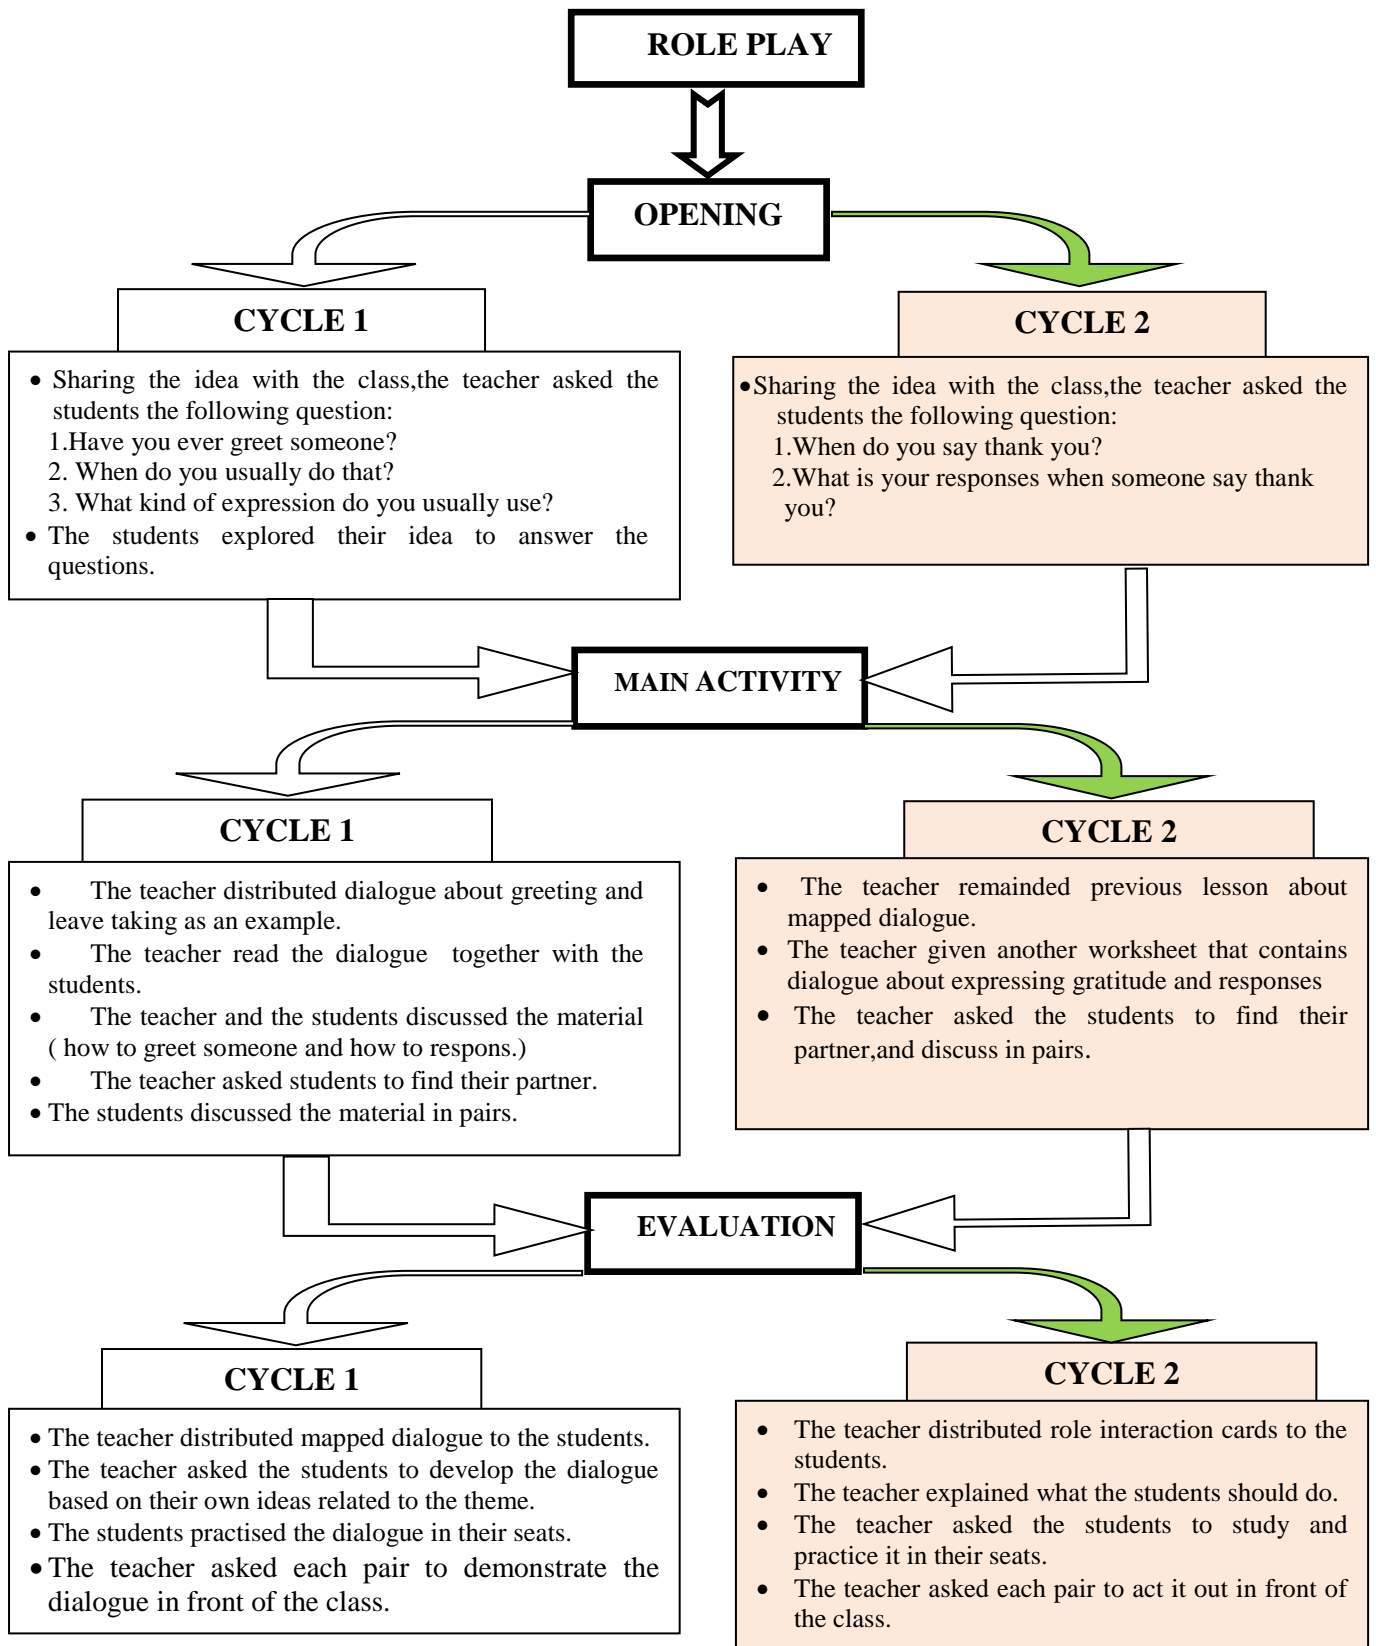 ROLE PLAY
OPENING
CYCLE 1
• Sharing the idea with the class,the teacher asked the
students the following question:
1.Have you ever greet someone?
2. When do you usually do that?
3. What kind of expression do you usually use?
• The students explored their idea to answer the
questions.
CYCLE 2
•Sharing the idea with the class,the teacher asked the
students the following question:
1.When do you say thank you?
2.What is your responses when someone say thank
you?
MAIN ACTIVITY
CYCLE 1
• The teacher distributed dialogue about greeting and
leave taking as an example.
• The teacher read the dialogue together with the
students.
• The teacher and the students discussed the material
( how to greet someone and how to respons.)
• The teacher asked students to find their partner.
• The students discussed the material in pairs.
CYCLE 2
• The teacher remainded previous lesson about
mapped dialogue.
• The teacher given another worksheet that contains
dialogue about expressing gratitude and responses
• The teacher asked the students to find their
partner,and discuss in pairs.
EVALUATION
CYCLE 1
• The teacher distributed mapped dialogue to the students.
• The teacher asked the students to develop the dialogue
based on their own ideas related to the theme.
• The students practised the dialogue in their seats.
• The teacher asked each pair to demonstrate the
dialogue in front of the class.
CYCLE 2
• The teacher distributed role interaction cards to the
students.
• The teacher explained what the students should do.
• The teacher asked the students to study and
practice it in their seats.
• The teacher asked each pair to act it out in front of
the class.